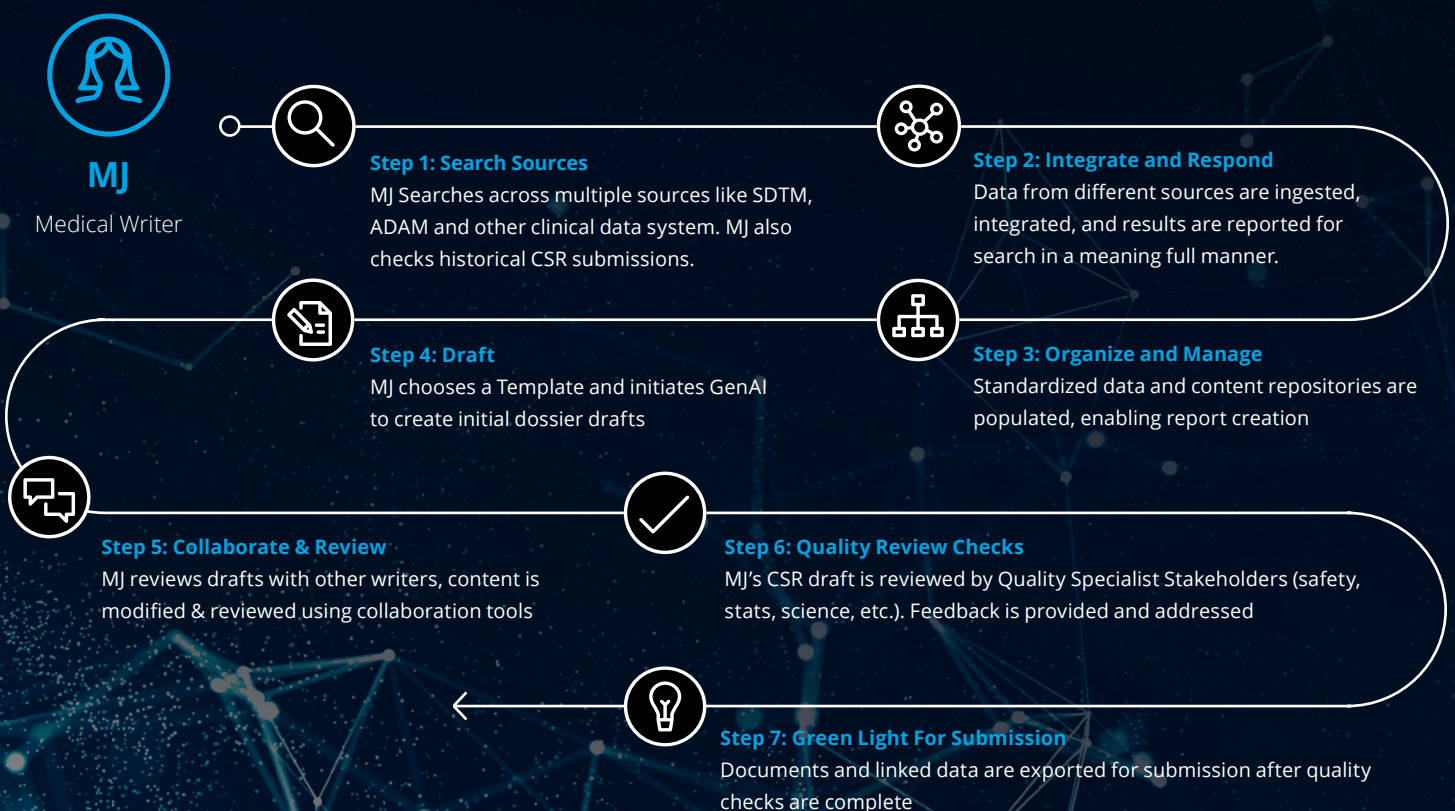 MJ
Medical Writer
Step 1: Search Sources
MJ Searches across multiple sources like SDTM,
ADAM and other clinical data system. MJ also
checks historical CSR submissions.
Step 2: Integrate and Respond
Data from different sources are ingested,
integrated, and results are reported for
search in a meaning full manner.
Step 3: Organize and Manage
Standardized data and content repositories are
populated, enabling report creation
Step 4: Draft
MJ chooses a Template and initiates GenAI
to create initial dossier drafts
Step 5: Collaborate & Review
MJ reviews drafts with other writers, content is
modified & reviewed using collaboration tools
Step 6: Quality Review Checks
MJ’s CSR draft is reviewed by Quality Specialist Stakeholders (safety,
stats, science, etc.). Feedback is provided and addressed
Step 7: Green Light For Submission
Documents and linked data are exported for submission after quality
checks are complete